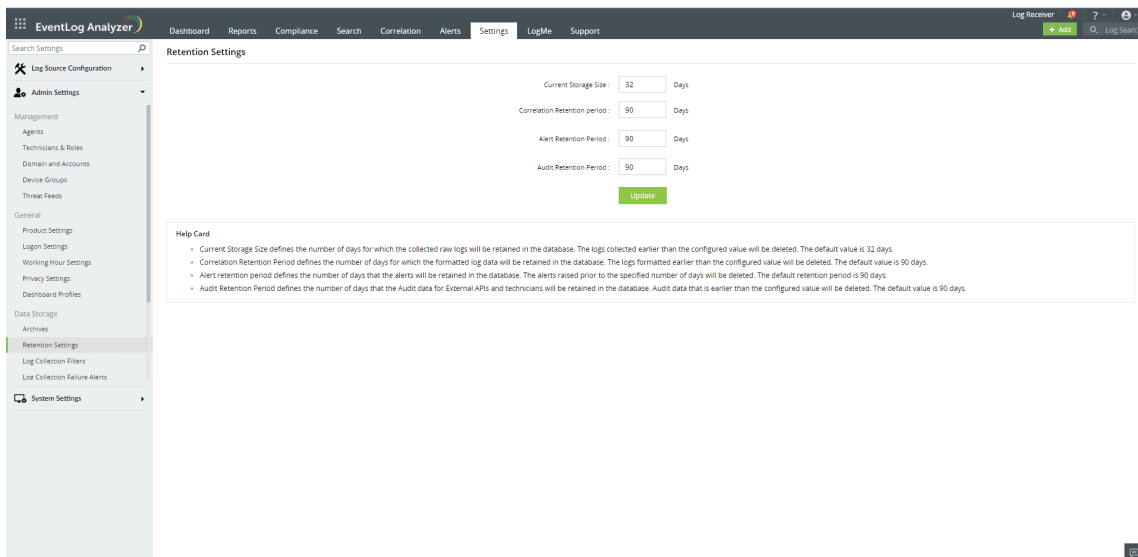 Log Receiver
?
EventLog Analyzer
Dashboard Reports Compliance Search Correlation Alerts Settings LogMe Support
+ Add
Log Searc
Search Settings
Retention Settings
Log Source Configuration
Admin Settings
Management
Agents
Technicians & Roles
Domain and Accounts
Device Groups
Threat Feeds
General
Product Settings
Logon Settings
Working Hour Settings
Privacy Settings
Dashboard Profiles
Data Storage
Archives
Retention Settings
Log Collection Filters
Log Collection Failure Alerts
System Settings
Current Storage Size : 32 Days
Correlation Retention period : 90 Days
Alert Retention Period : 90 Days
Audit Retention Period : 90 Days
Update
Help Card
• Current Storage Size defines the number of days for which the collected raw logs will be retained in the database. The logs collected earlier than the configured value will be deleted. The default value is 32 days.
• Correlation Retention Period defines the number of days for which the formatted log data will be retained in the database. The logs formatted earlier than the configured value will be deleted. The default value is 90 days.
• Alert retention period defines the number of days that the alerts will be retained in the database. The alerts raised prior to the specified number of days will be deleted. The default retention period is 90 days.
• Audit Retention Period defines the number of days that the Audit data for External APIs and technicians will be retained in the database. Audit data that is earlier than the configured value will be deleted. The default value is 90 days.